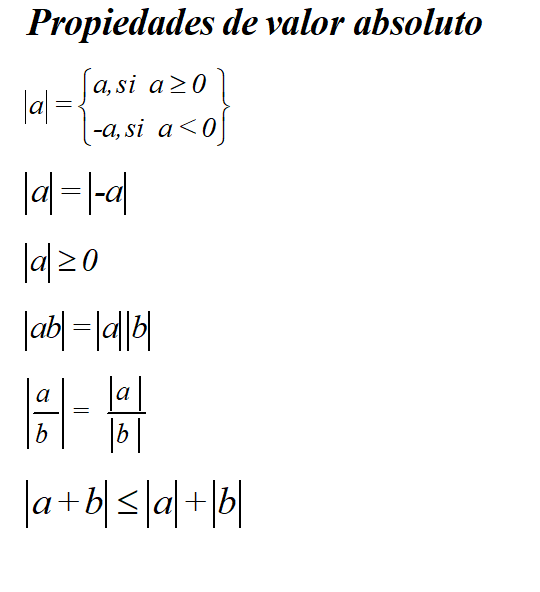 Propiedades de valor absoluto
|a| = { a, si a ≥ 0
-a, si a < 0 }
|a| = |-a|
|a| ≥ 0
|ab| = |a||b|
|a/b| = |a|/|b|
|a + b| ≤ |a| + |b|